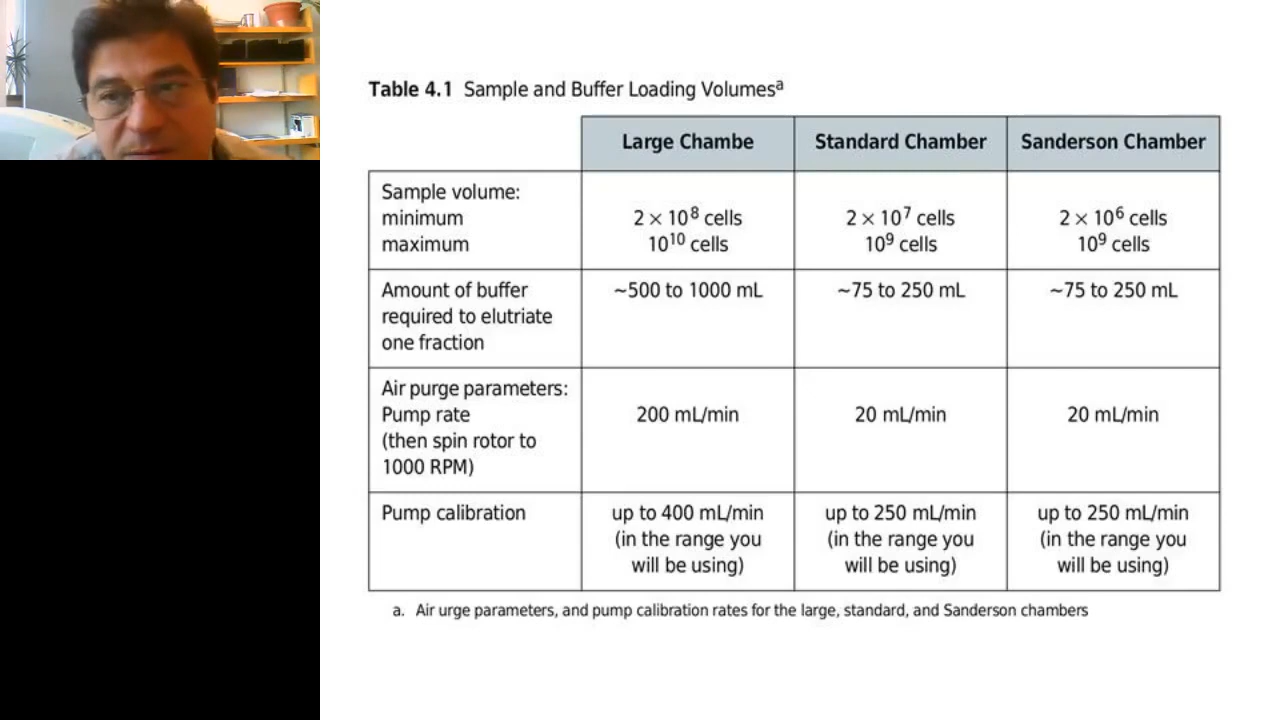 Table 4.1 Sample and Buffer Loading Volumesᵃ
Large Chambe Standard Chamber Sanderson Chamber
Sample volume:
minimum 2 × 10⁸ cells 2 × 10⁷ cells 2 × 10⁶ cells
maximum 10¹⁰ cells 10⁹ cells 10⁹ cells
Amount of buffer ~500 to 1000 mL ~75 to 250 mL ~75 to 250 mL
required to elutriate
one fraction
Air purge parameters:
Pump rate 200 mL/min 20 mL/min 20 mL/min
(then spin rotor to
1000 RPM)
Pump calibration up to 400 mL/min up to 250 mL/min up to 250 mL/min
(in the range you (in the range you (in the range you
will be using) will be using) will be using)
a. Air urge parameters, and pump calibration rates for the large, standard, and Sanderson chambers